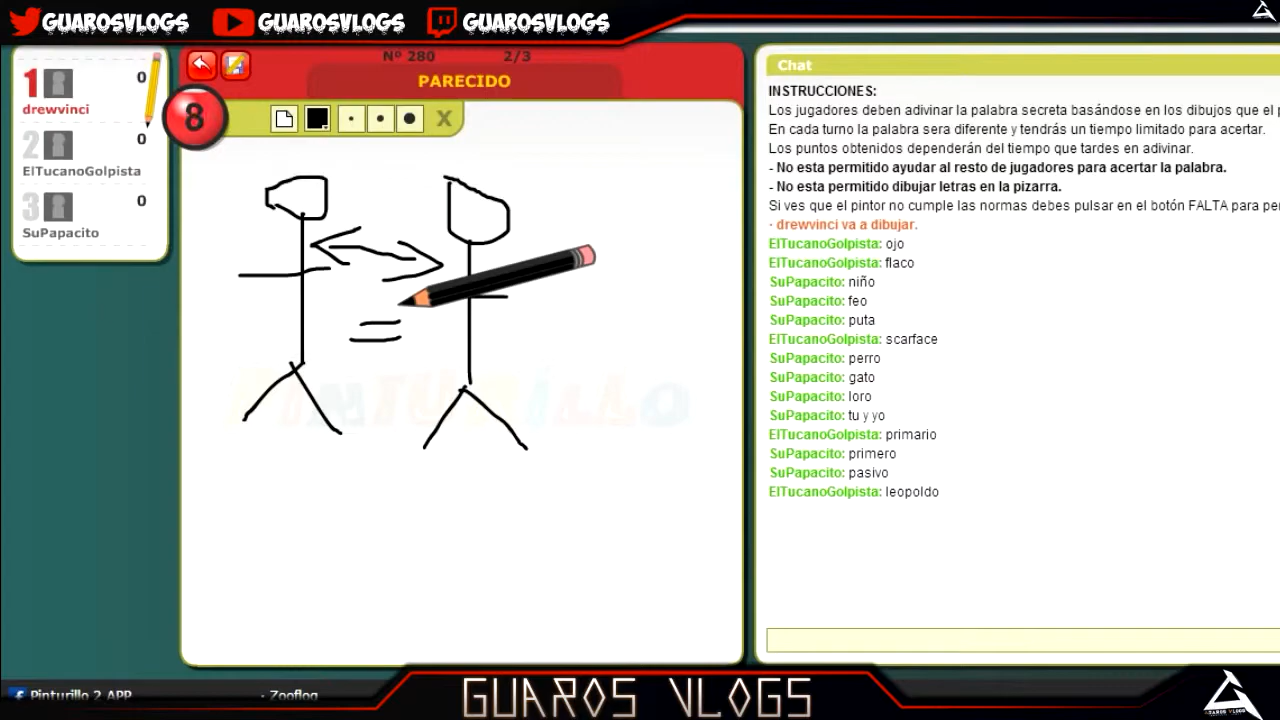 GUAROSVLOGS GUAROSVLOGS GUAROSVLOGS
1 0
drewvinci
2 0
ElTucanoGolpista
3 0
SuPapacito
Nº 280 2/3
PARECIDO
8
X
PINTURILLO
Chat
INSTRUCCIONES:
Los jugadores deben adivinar la palabra secreta basándose en los dibujos que el
En cada turno la palabra sera diferente y tendrás un tiempo limitado para acertar.
Los puntos obtenidos dependerán del tiempo que tardes en adivinar.
- No esta permitido ayudar al resto de jugadores para acertar la palabra.
- No esta permitido dibujar letras en la pizarra.
Si ves que el pintor no cumple las normas debes pulsar en el botón FALTA para
· drewvinci va a dibujar.
ElTucanoGolpista: ojo
ElTucanoGolpista: flaco
SuPapacito: niño
SuPapacito: feo
SuPapacito: puta
ElTucanoGolpista: scarface
SuPapacito: perro
SuPapacito: gato
SuPapacito: loro
SuPapacito: tu y yo
ElTucanoGolpista: primario
SuPapacito: primero
SuPapacito: pasivo
ElTucanoGolpista: leopoldo
Pinturillo 2 APP · Zooflog
GUAROS VLOGS